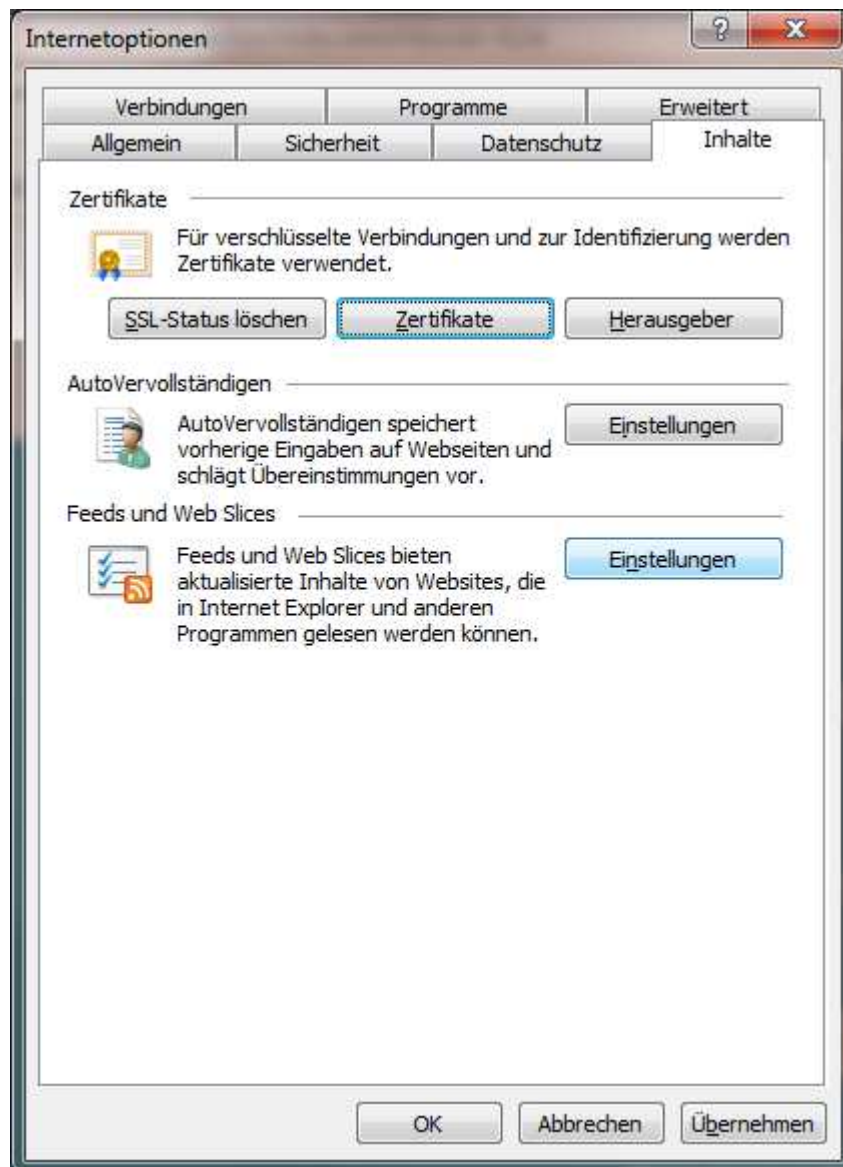 Internetoptionen
?
Verbindungen
Programme
Erweitert
Allgemein
Sicherheit
Datenschutz
Inhalte
Zertifikate
Für verschlüsselte Verbindungen und zur Identifizierung werden
Zertifikate verwendet.
SSL-Status löschen
Zertifikate
Herausgeber
AutoVervollständigen
AutoVervollständigen speichert
vorherige Eingaben auf Webseiten und
schlägt Übereinstimmungen vor.
Einstellungen
Feeds und Web Slices
Feeds und Web Slices bieten
aktualisierte Inhalte von Websites, die
in Internet Explorer und anderen
Programmen gelesen werden können.
Einstellungen
OK
Abbrechen
Übernehmen